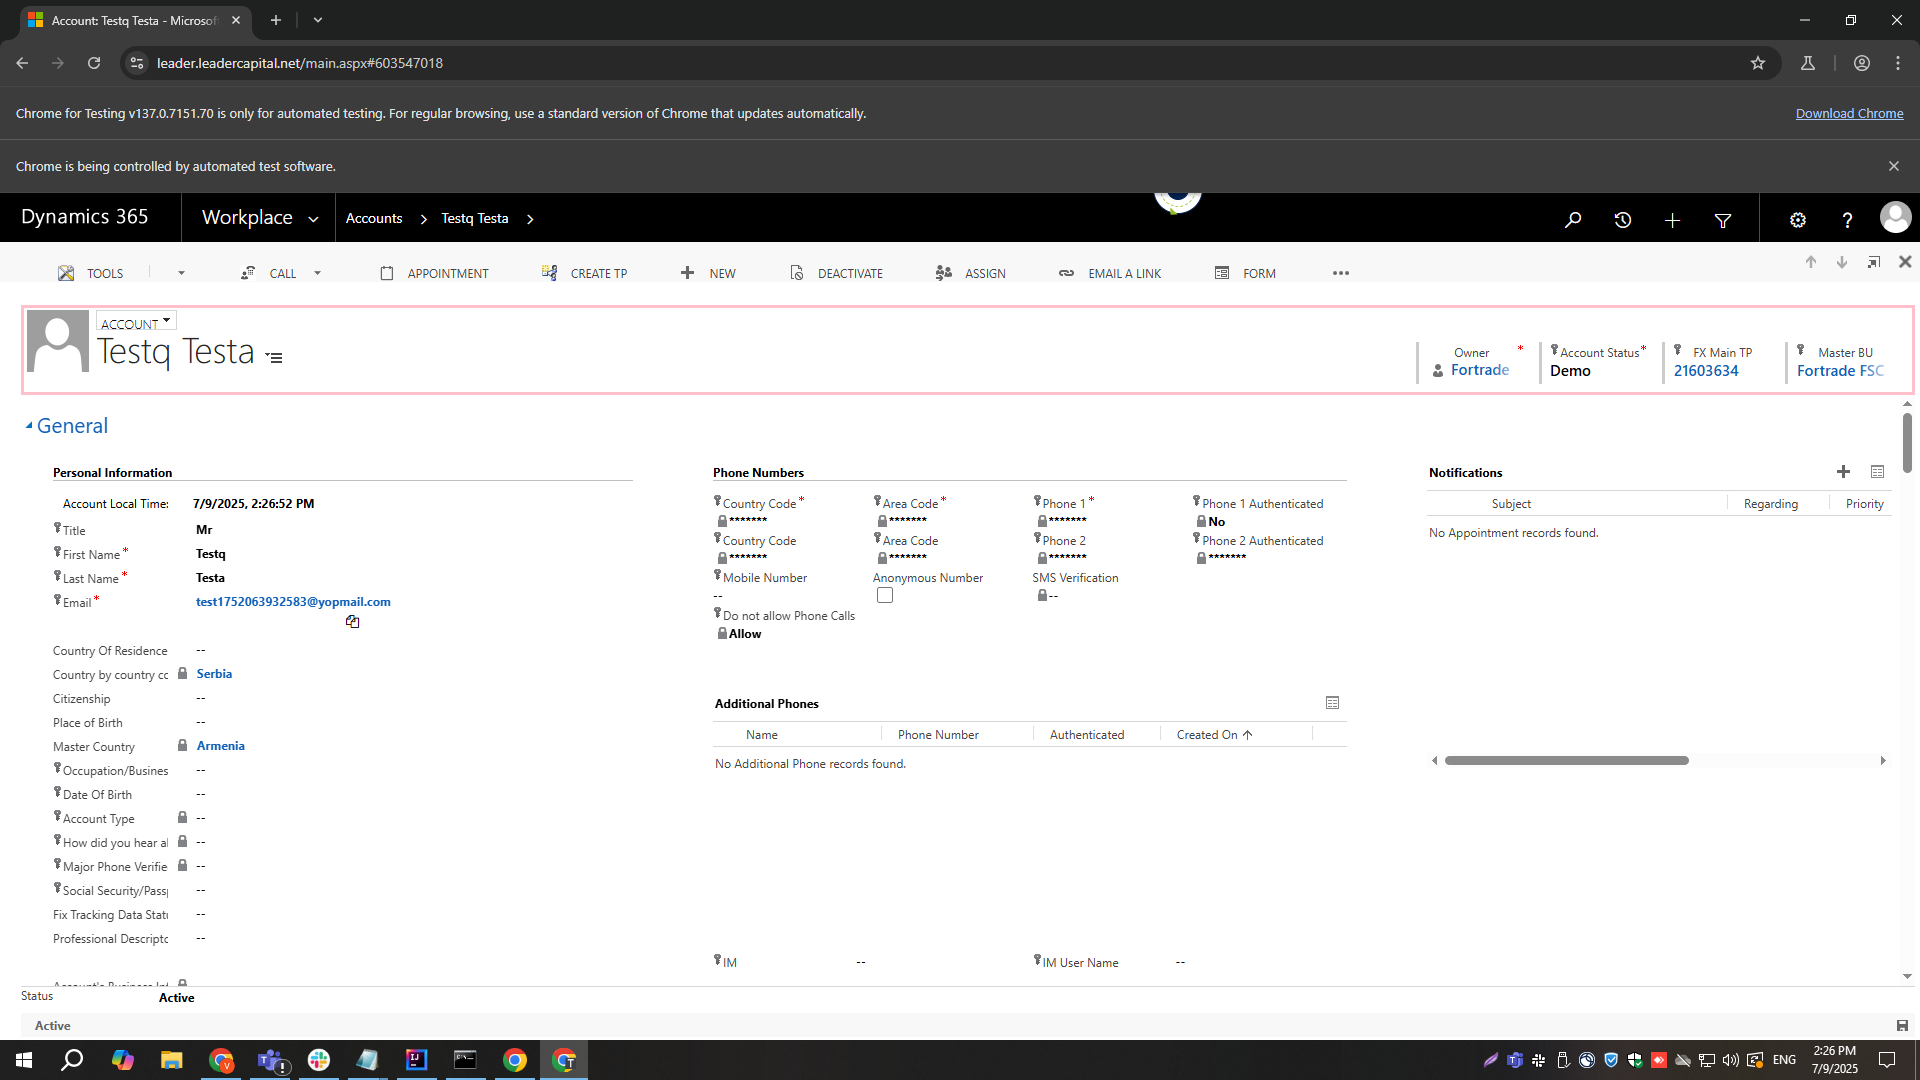 Account: Testq Testa - Microsof
leader.leadercapital.net/main.aspx#603547018
Chrome for Testing v137.0.7151.70 is only for automated testing. For regular browsing, use a standard version of Chrome that updates automatically.
Download Chrome
Chrome is being controlled by automated test software.
Dynamics 365
Workplace
Accounts
Testq Testa
TOOLS
CALL
APPOINTMENT
CREATE TP
NEW
DEACTIVATE
ASSIGN
EMAIL A LINK
FORM
ACCOUNT
Testq Testa
Owner *
Fortrade
Account Status *
Demo
FX Main TP
21603634
Master BU
Fortrade FSC
General
Personal Information
Account Local Time: 7/9/2025, 2:26:52 PM
Title Mr
First Name * Testq
Last Name * Testa
Email * test1752063932583@yopmail.com
Country Of Residence --
Country by country cc Serbia
Citizenship --
Place of Birth --
Master Country Armenia
Occupation/Busines --
Date Of Birth --
Account Type --
How did you hear a --
Major Phone Verifie --
Social Security/Pass --
Fix Tracking Data Stat --
Professional Descripto --
Phone Numbers
Country Code * Area Code * Phone 1 * Phone 1 Authenticated
******* ******* ******* No
Country Code Area Code Phone 2 Phone 2 Authenticated
******* ******* ******* *******
Mobile Number Anonymous Number SMS Verification
-- --
Do not allow Phone Calls
Allow
Additional Phones
Name Phone Number Authenticated Created On
No Additional Phone records found.
IM -- IM User Name --
Notifications
Subject Regarding Priority
No Appointment records found.
Status Active
Active
ENG
2:26 PM
7/9/2025